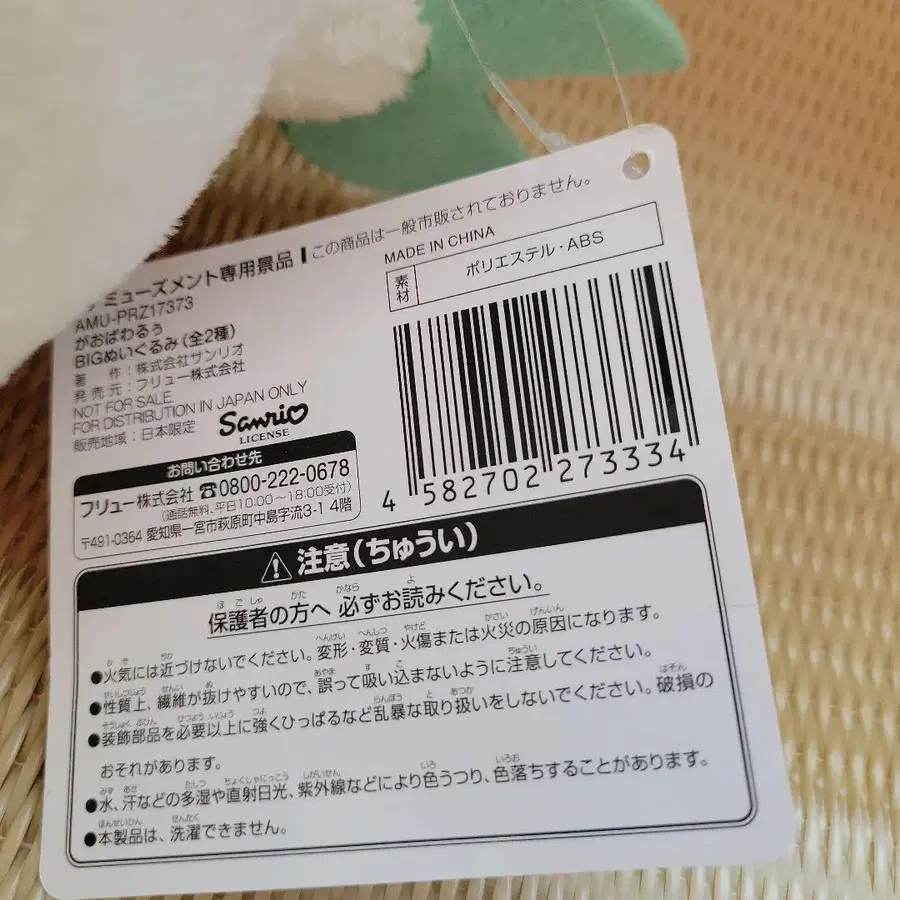 アミューズメント専用景品 この商品は一般市販されておりません。
AMU-PRZ17373
がおぱわるぅ
BIGぬいぐるみ(全2種)
著 作:株式会社サンリオ
発売元:フリュー株式会社
NOT FOR SALE.
FOR DISTRIBUTION IN JAPAN ONLY
販売地域:日本限定
Sanrio
LICENSE
MADE IN CHINA
素材 ポリエステル・ABS
4 582702 273334
お問い合わせ先
フリュー株式会社 ☎0800-222-0678
(通話無料、平日10:00〜18:00受付)
〒491-0364 愛知県一宮市萩原町中島字流3-1 4階
注意(ちゅうい)
保護者の方へ 必ずお読みください。
●火気には近づけないでください。変形・変質・火傷または火災の原因になります。
●性質上、繊維が抜けやすいので、誤って吸い込まないように注意してください。
●装飾部品を必要以上に強くひっぱるなど乱暴な取り扱いをしないでください。破損の
おそれがあります。
●水、汗などの多湿や直射日光、紫外線などにより色うつり、色落ちすることがあります。
●本製品は、洗濯できません。